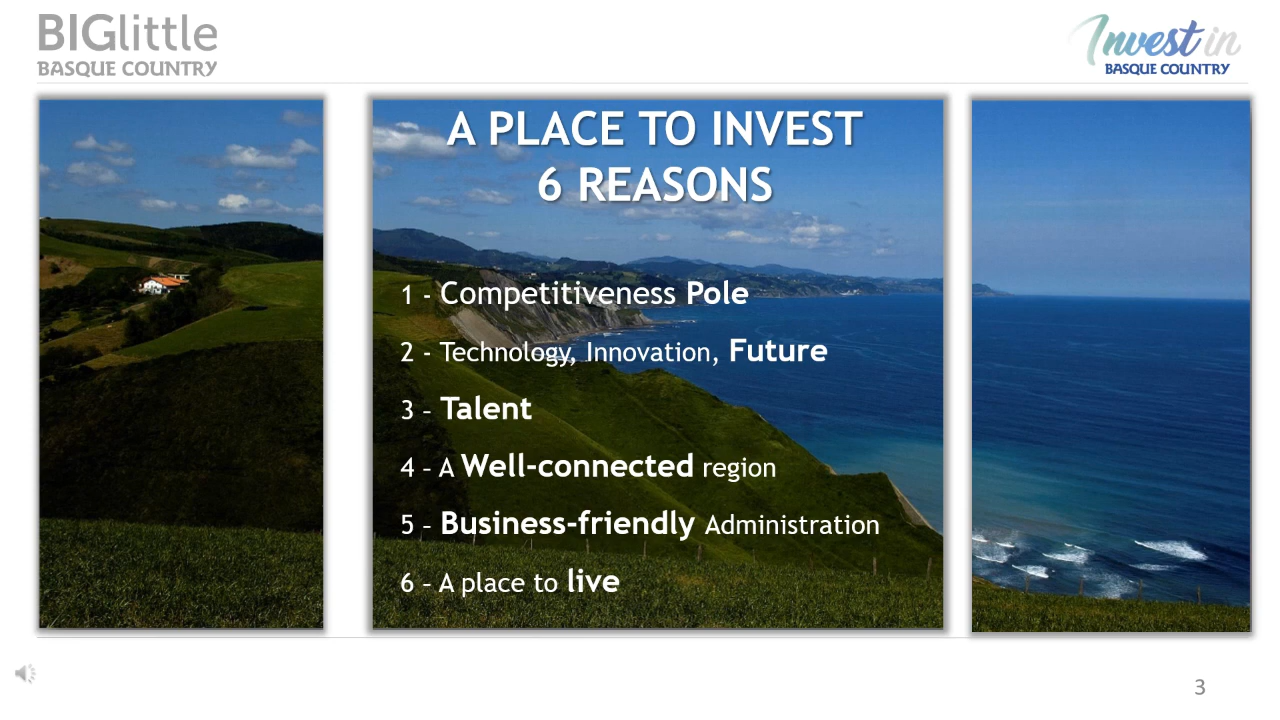 BIGlittle
BASQUE COUNTRY
Invest in
BASQUE COUNTRY
A PLACE TO INVEST
6 REASONS
1 - Competitiveness Pole
2 - Technology, Innovation, Future
3 – Talent
4 – A Well-connected region
5 – Business-friendly Administration
6 – A place to live
3